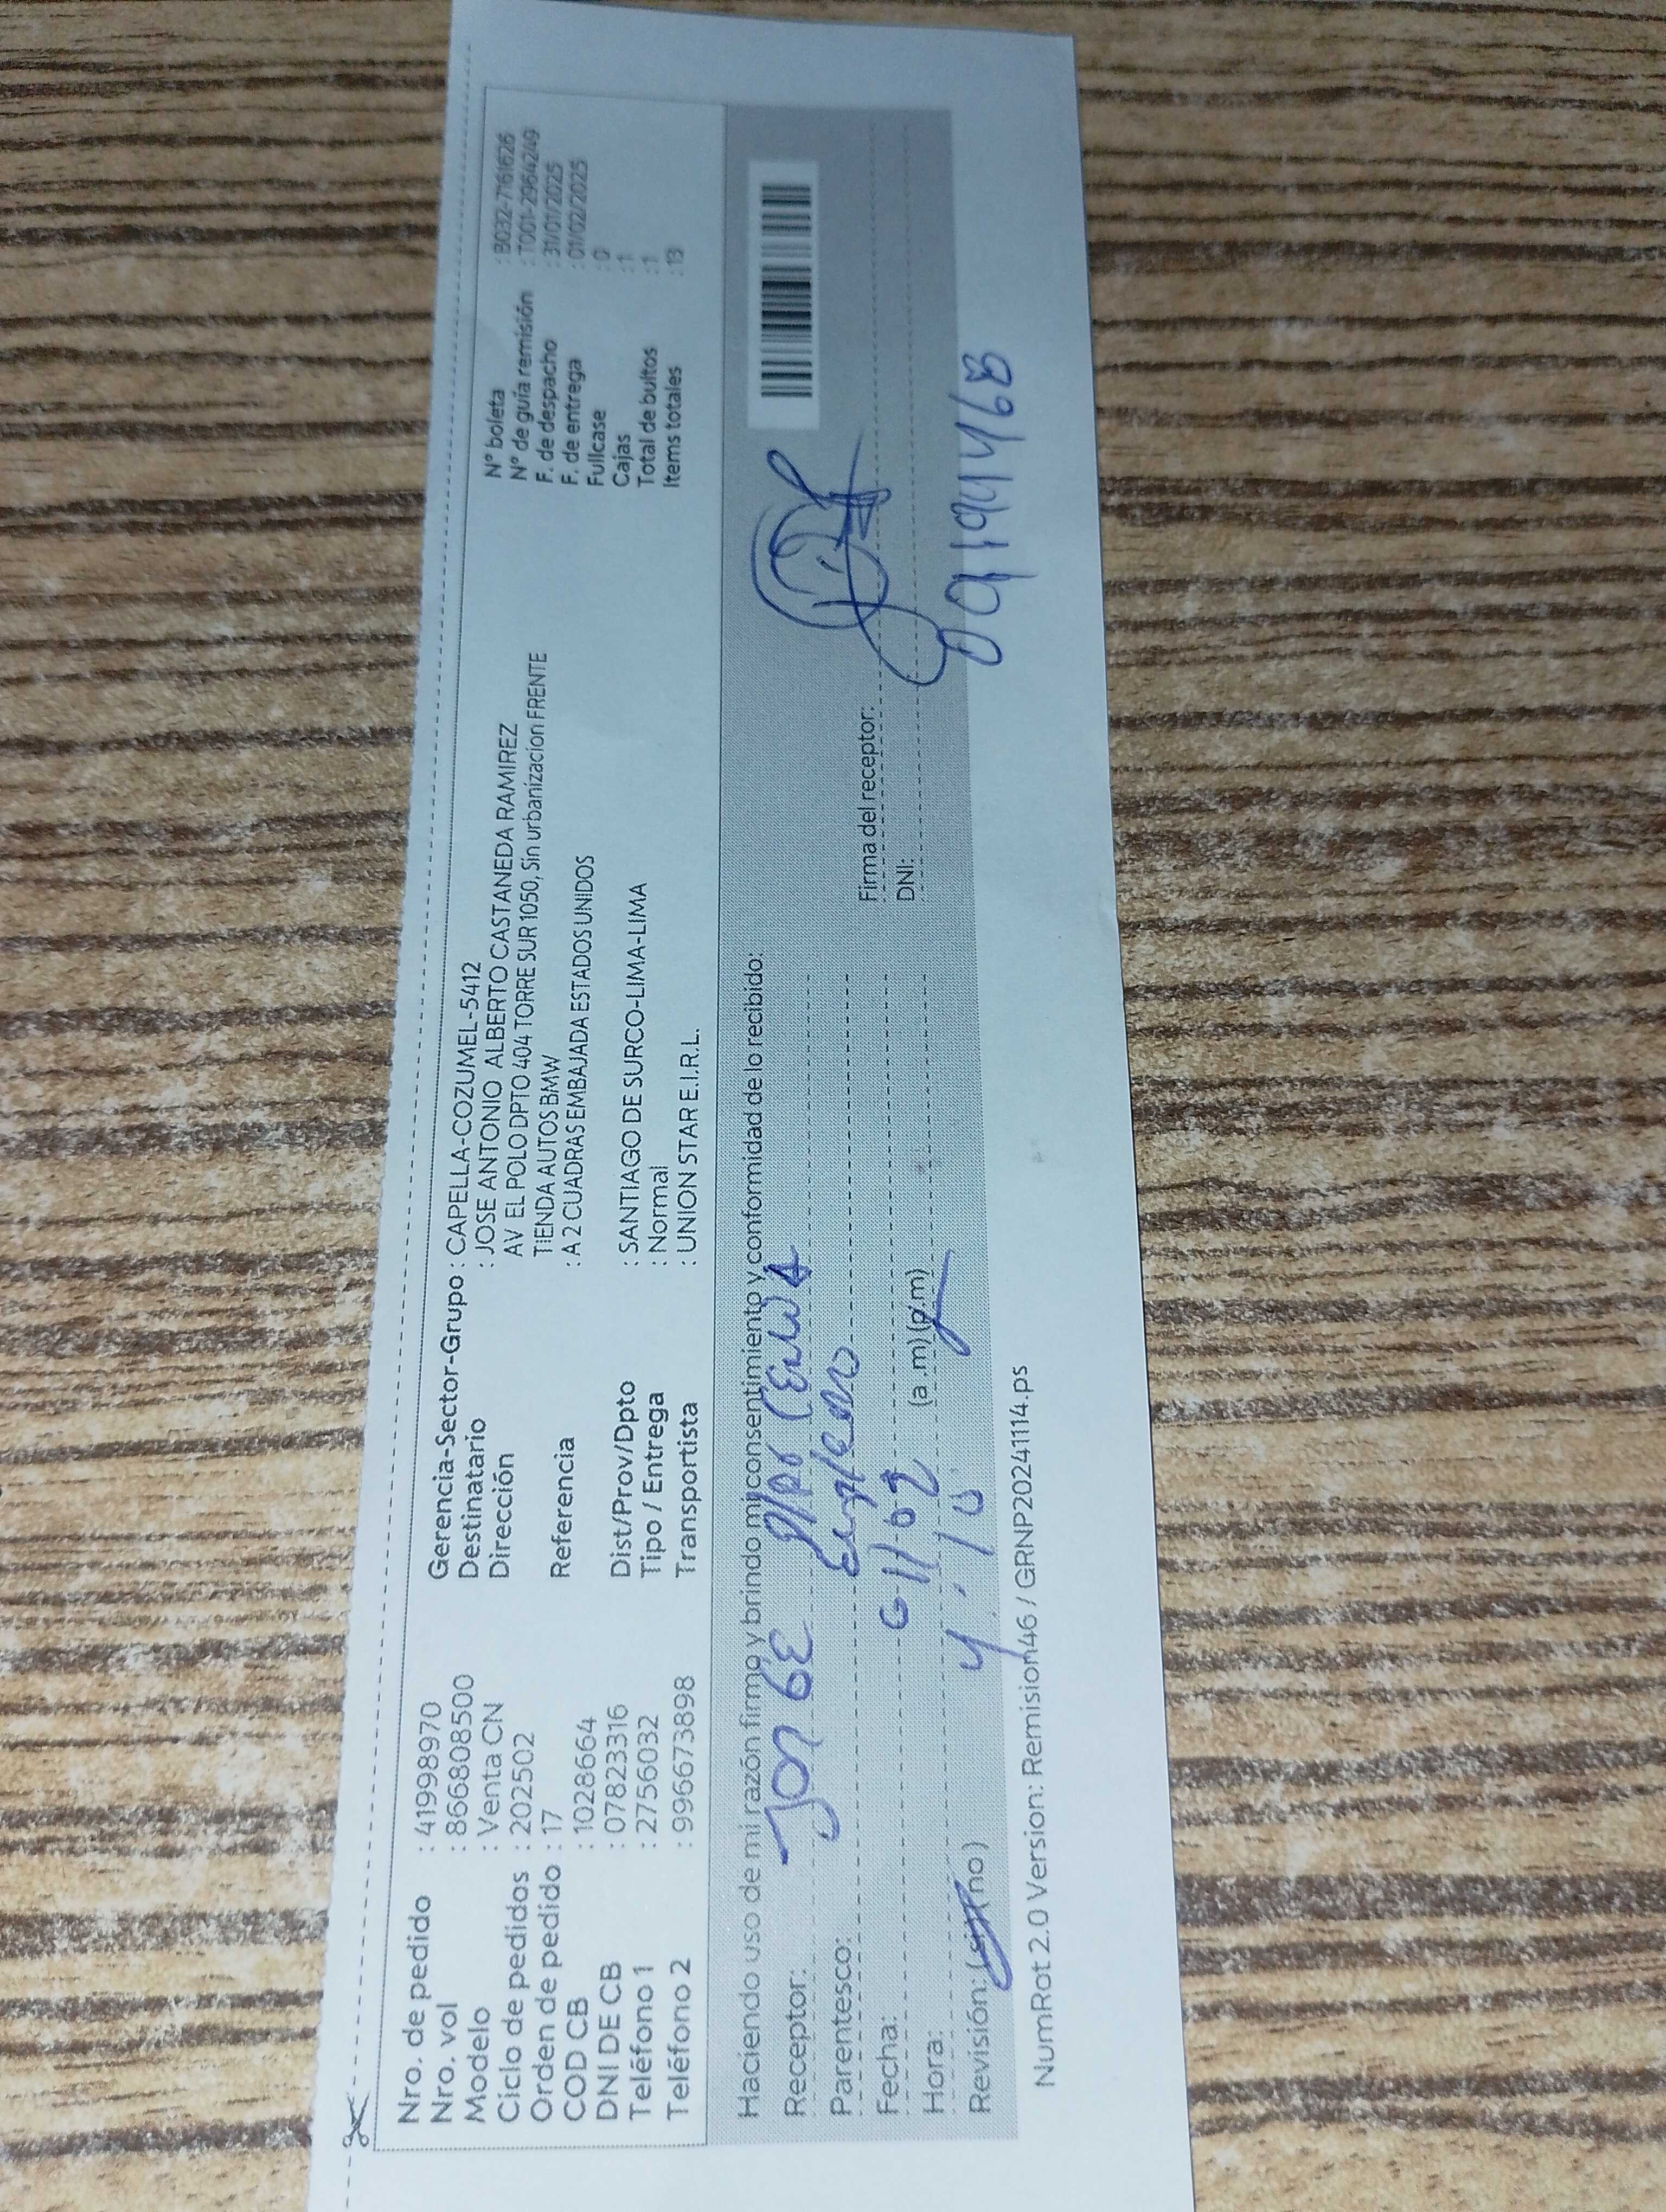 Nro. de pedido : 41998970
Nro. vol : 866808500
Modelo : Venta CN
Ciclo de pedidos : 202502
Orden de pedido : 17
COD CB : 1028664
DNI DE CB : 07823316
Teléfono 1 : 2756032
Teléfono 2 : 996673898
Gerencia-Sector-Grupo : CAPELLA-COZUMEL-5412
Destinatario : JOSE ANTONIO ALBERTO CASTANEDA RAMIREZ
Dirección AV EL POLO DPTO 404 TORRE SUR 1050, Sin urbanizacion FRENTE
TIENDA AUTOS BMW
Referencia : A 2 CUADRAS EMBAJADA ESTADOS UNIDOS
Dist/Prov/Dpto : SANTIAGO DE SURCO-LIMA-LIMA
Tipo / Entrega : Normal
Transportista : UNION STAR E.I.R.L.
N° boleta : B032-7161626
N° de guía remisión : T001-2964249
F. de despacho : 31/01/2025
F. de entrega : 01/02/2025
Fullcase : 0
Cajas : 1
Total de bultos : 1
Items totales : 13
Haciendo uso de mi razón firmo y brindo mi consentimiento y conformidad de lo recibido:
Receptor:
Parentesco:
Fecha:
Hora: (a.m) (p.m)
Revisión: (si) (no)
Firma del receptor:
DNI:
NumRot 2.0 Version: Remision46 / GRNP20241114.ps